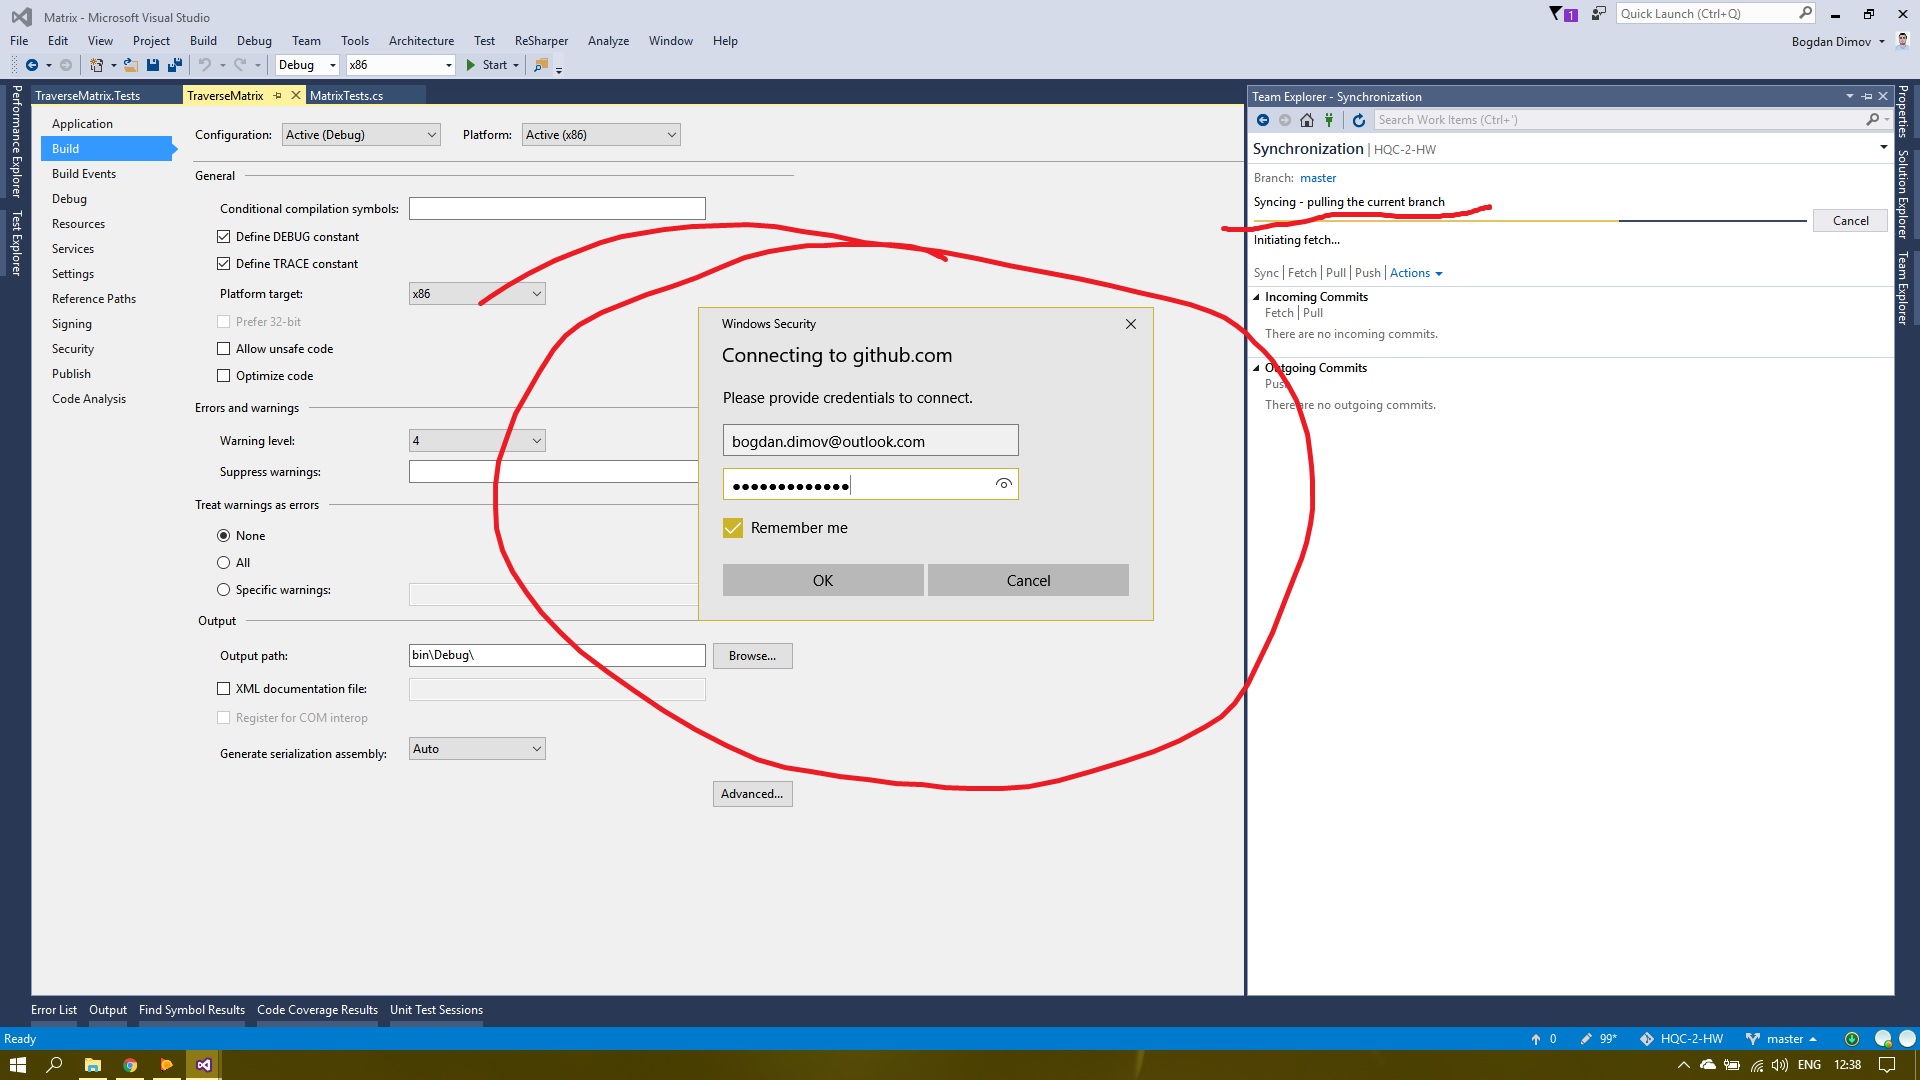 Matrix - Microsoft Visual Studio
1
Quick Launch (Ctrl+Q)
File Edit View Project Build Debug Team Tools Architecture Test ReSharper Analyze Window Help
Bogdan Dimov
Debug x86 Start
Performance Explorer
Test Explorer
TraverseMatrix.Tests TraverseMatrix MatrixTests.cs
Application
Build
Build Events
Debug
Resources
Services
Settings
Reference Paths
Signing
Security
Publish
Code Analysis
Configuration: Active (Debug) Platform: Active (x86)
General
Conditional compilation symbols:
Define DEBUG constant
Define TRACE constant
Platform target: x86
Prefer 32-bit
Allow unsafe code
Optimize code
Errors and warnings
Warning level: 4
Suppress warnings:
Treat warnings as errors
None
All
Specific warnings:
Output
Output path: bin\Debug\ Browse...
XML documentation file:
Register for COM interop
Generate serialization assembly: Auto
Advanced...
Windows Security
Connecting to github.com
Please provide credentials to connect.
bogdan.dimov@outlook.com
●●●●●●●●●●●●●
Remember me
OK Cancel
Team Explorer - Synchronization
Search Work Items (Ctrl+')
Synchronization | HQC-2-HW
Branch: master
Syncing - pulling the current branch
Cancel
Initiating fetch...
Sync | Fetch | Pull | Push | Actions
Incoming Commits
Fetch | Pull
There are no incoming commits.
Outgoing Commits
Push
There are no outgoing commits.
Properties
Solution Explorer
Team Explorer
Error List Output Find Symbol Results Code Coverage Results Unit Test Sessions
Ready
0 99* HQC-2-HW master
ENG 12:38